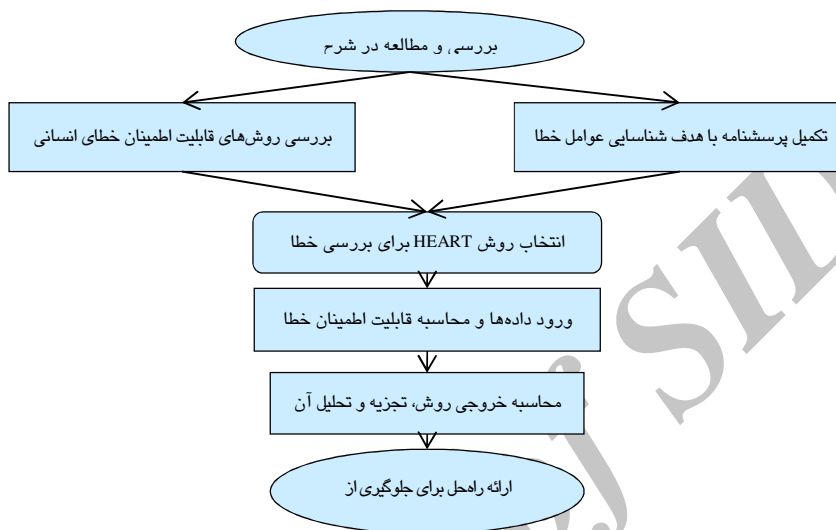 بررسی و مطالعه در شرح
تکمیل پرسشنامه با هدف شناسایی عوامل خطا
بررسی روش‌های قابلیت اطمینان خطای انسانی
انتخاب روش HEART برای بررسی خطا
ورود داده‌ها و محاسبه قابلیت اطمینان خطا
محاسبه خروجی روش، تجزیه و تحلیل آن
ارائه راه‌حل برای جلوگیری از
SID